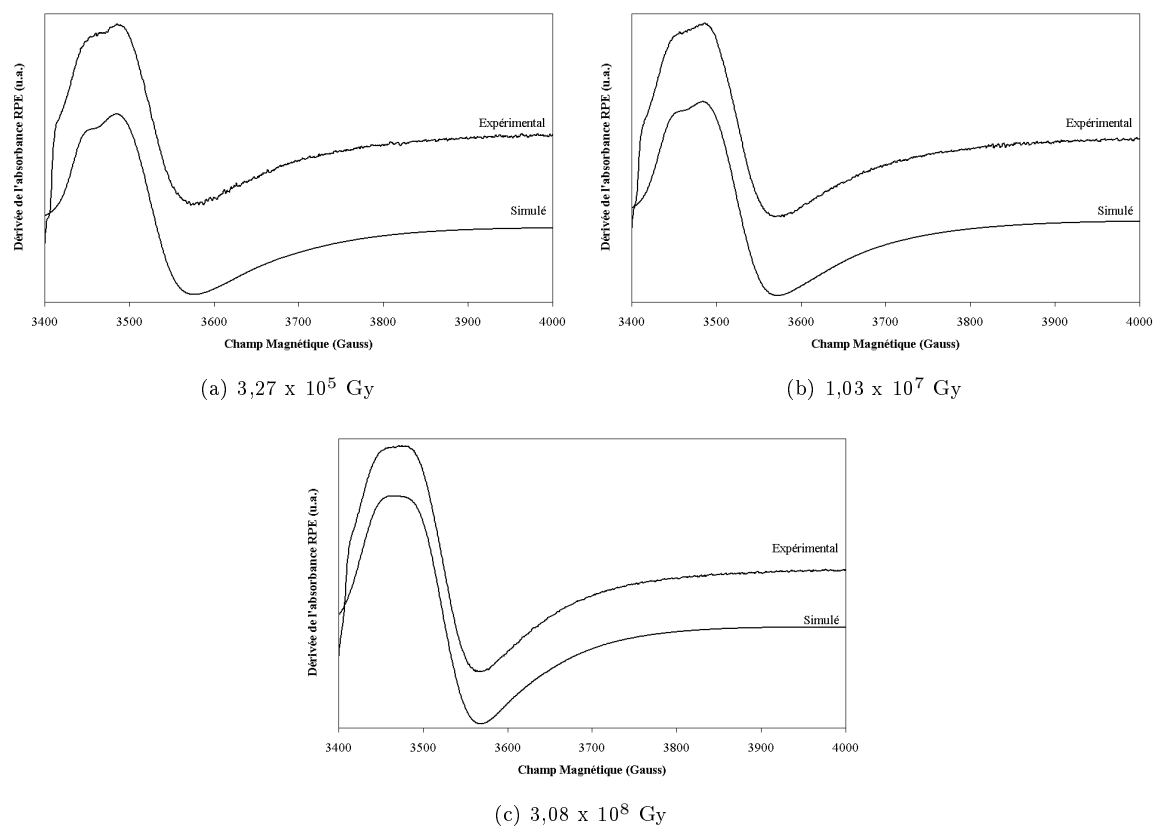 Dérivée de l'absorbance RPE (u.a.)
Expérimental
Simulé
3400 3500 3600 3700 3800 3900 4000
Champ Magnétique (Gauss)
(a) 3,27 x 10⁵ Gy
Dérivée de l'absorbance RPE (u.a.)
Expérimental
Simulé
3400 3500 3600 3700 3800 3900 4000
Champ Magnétique (Gauss)
(b) 1,03 x 10⁷ Gy
Dérivée de l'absorbance RPE (u.a.)
Expérimental
Simulé
3400 3500 3600 3700 3800 3900 4000
Champ Magnétique (Gauss)
(c) 3,08 x 10⁸ Gy